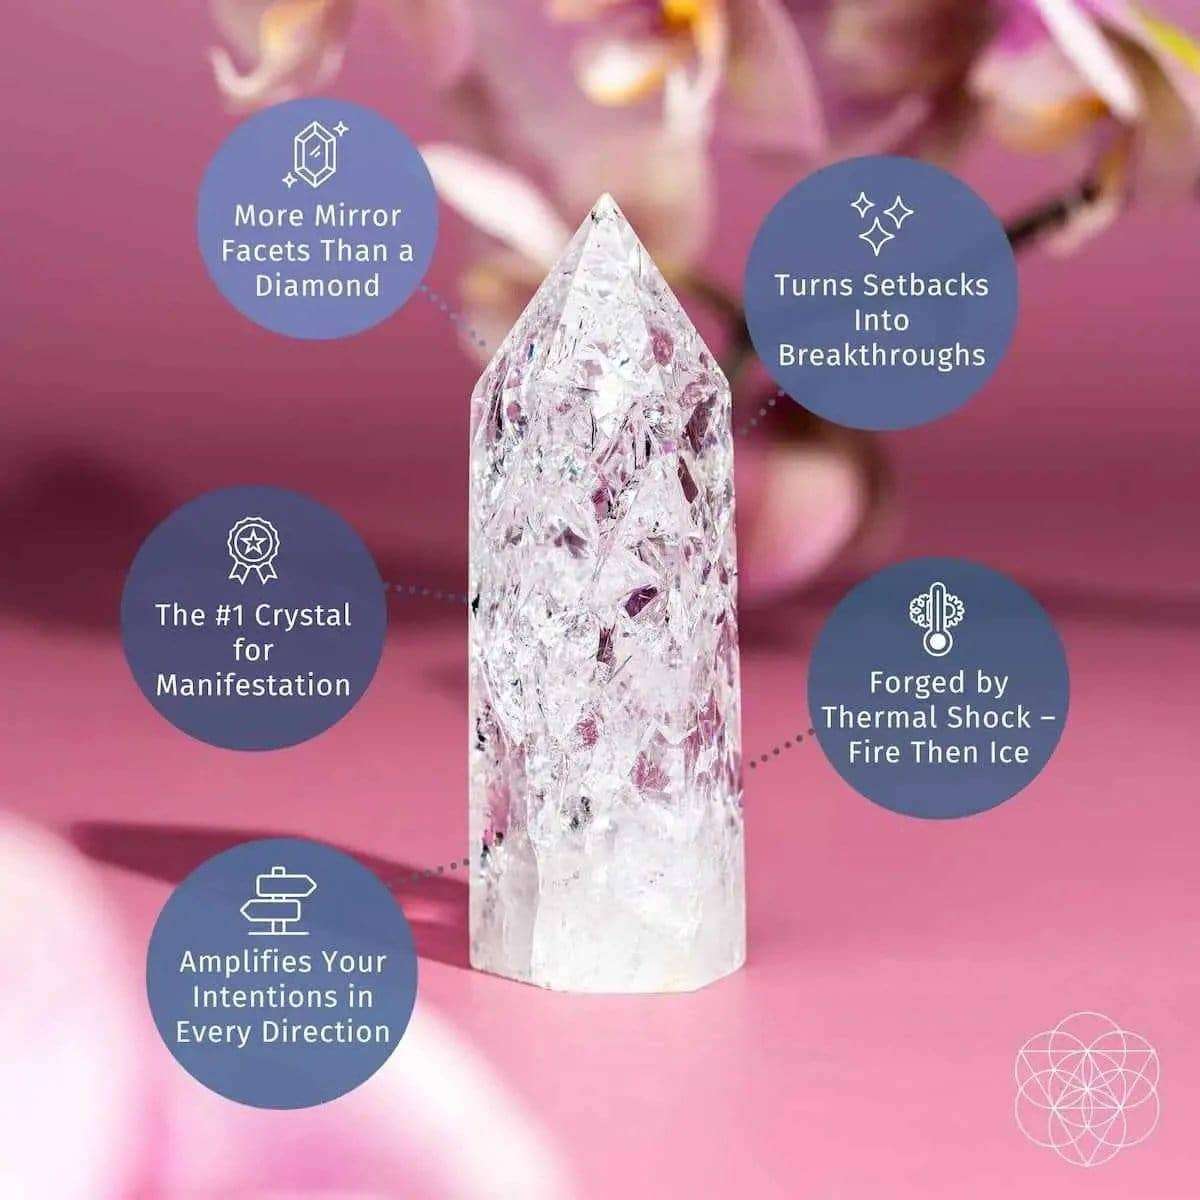 More Mirror
Facets Than a
Diamond
Turns Setbacks
Into
Breakthroughs
The #1 Crystal
for
Manifestation
Forged by
Thermal Shock –
Fire Then Ice
Amplifies Your
Intentions in
Every Direction